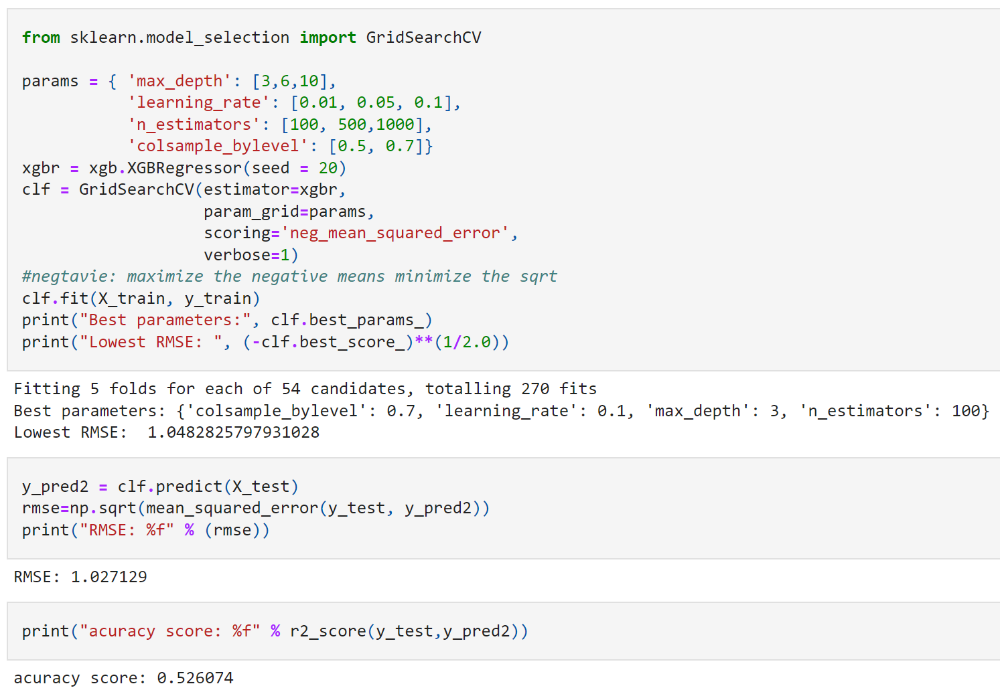 from sklearn.model_selection import GridSearchCV
params = { 'max_depth': [3,6,10],
'learning_rate': [0.01, 0.05, 0.1],
'n_estimators': [100, 500,1000],
'colsample_bylevel': [0.5, 0.7]}
xgbr = xgb.XGBRegressor(seed = 20)
clf = GridSearchCV(estimator=xgbr,
param_grid=params,
scoring='neg_mean_squared_error',
verbose=1)
#negtavie: maximize the negative means minimize the sqrt
clf.fit(X_train, y_train)
print("Best parameters:", clf.best_params_)
print("Lowest RMSE: ", (-clf.best_score_)**(1/2.0))
Fitting 5 folds for each of 54 candidates, totalling 270 fits
Best parameters: {'colsample_bylevel': 0.7, 'learning_rate': 0.1, 'max_depth': 3, 'n_estimators': 100}
Lowest RMSE:  1.0482825797931028
y_pred2 = clf.predict(X_test)
rmse=np.sqrt(mean_squared_error(y_test, y_pred2))
print("RMSE: %f" % (rmse))
RMSE: 1.027129
print("acuracy score: %f" % r2_score(y_test,y_pred2))
acuracy score: 0.526074